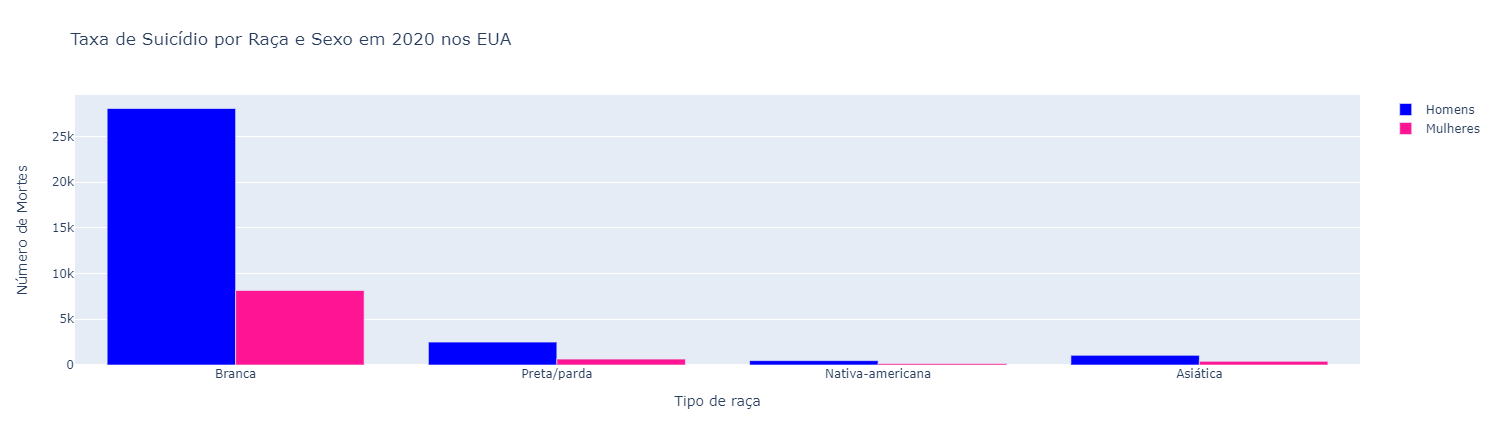 Taxa de Suicídio por Raça e Sexo em 2020 nos EUA
Homens
Mulheres
Número de Mortes
25k
20k
15k
10k
5k
0
Branca
Preta/parda
Nativa-americana
Asiática
Tipo de raça